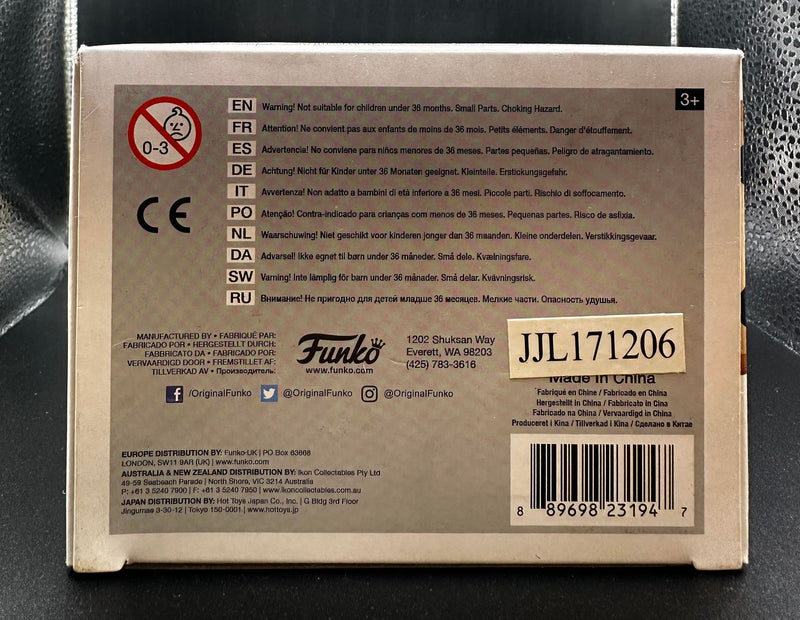 3+
0-3
CE
EN Warning! Not suitable for children under 36 months. Small Parts. Choking Hazard.
FR Attention! Ne convient pas aux enfants de moins de 36 mois. Petits éléments. Danger d'étouffement.
ES Advertencia! No conviene para niños menores de 36 meses. Partes pequeñas. Peligro de atragantamiento.
DE Achtung! Nicht für Kinder unter 36 Monaten geeignet. Kleinteile. Erstickungsgefahr.
IT Avvertenza! Non adatto a bambini di età inferiore a 36 mesi. Piccole parti. Rischio di soffocamento.
PO Atenção! Contra-indicado para crianças com menos de 36 meses. Pequenas partes. Risco de asfixia.
NL Waarschuwing! Niet geschikt voor kinderen jonger dan 36 maanden. Kleine onderdelen. Verstikkingsgevaar.
DA Advarsel! Ikke egnet til børn under 36 måneder. Små dele. Kvælningsfare.
SW Varning! Inte lämplig för barn under 36 månader. Små delar. Kvävningsrisk.
RU Внимание! Не пригодно для детей младше 36 месяцев. Мелкие части. Опасность удушья.
MANUFACTURED BY • FABRIQUÉ PAR:
FABRICADO POR • HERGESTELLT DURCH:
FABBRICATO DA • FABRICADO POR:
VERVAARDIGD DOOR • FREMSTILLET AF:
TILLVERKAD AV • Производитель:
Funko
www.funko.com
1202 Shuksan Way
Everett, WA 98203
(425) 783-3616
JJL171206
Made in China
Fabriqué en China / Fabricado en China
Hergestellt in China / Fabbricato in Cina
Fabricado na China / Vervaardigd in China
Produceret i Kina / Tillverkad i Kina / Сделано в Китае
/OriginalFunko @OriginalFunko @OriginalFunko
EUROPE DISTRIBUTION BY: Funko-UK | PO Box 63868
LONDON, SW11 9AR (UK) | www.funko.com
AUSTRALIA & NEW ZEALAND DISTRIBUTION BY: Ikon Collectables Pty Ltd
49-59 Seabeach Parade | North Shore, VIC 3214 Australia
P: +61 3 5240 7900 | F: +61 3 5240 7950 | www.ikoncollectables.com.au
JAPAN DISTRIBUTION BY: Hot Toys Japan Co., Inc. | G Bldg 3rd Floor
Jingumae 3-30-12 | Tokyo 150-0001 | www.hottoys.jp
8 89698 23194 7